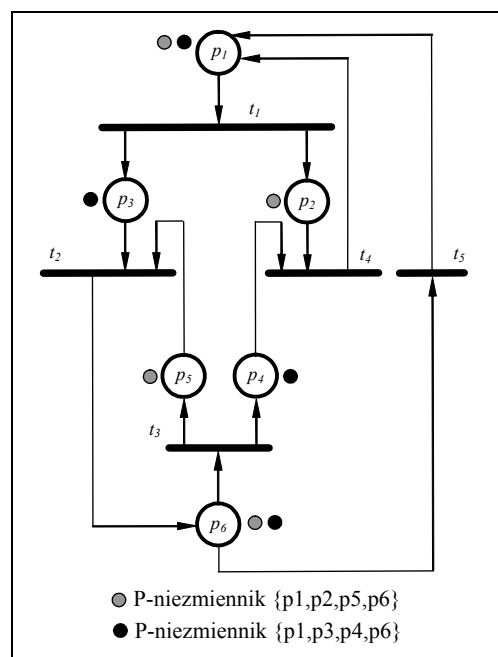 p1
t1
p3
p2
t2
t4
t5
p5
p4
t3
p6
P-niezmiennik {p1,p2,p5,p6}
P-niezmiennik {p1,p3,p4,p6}